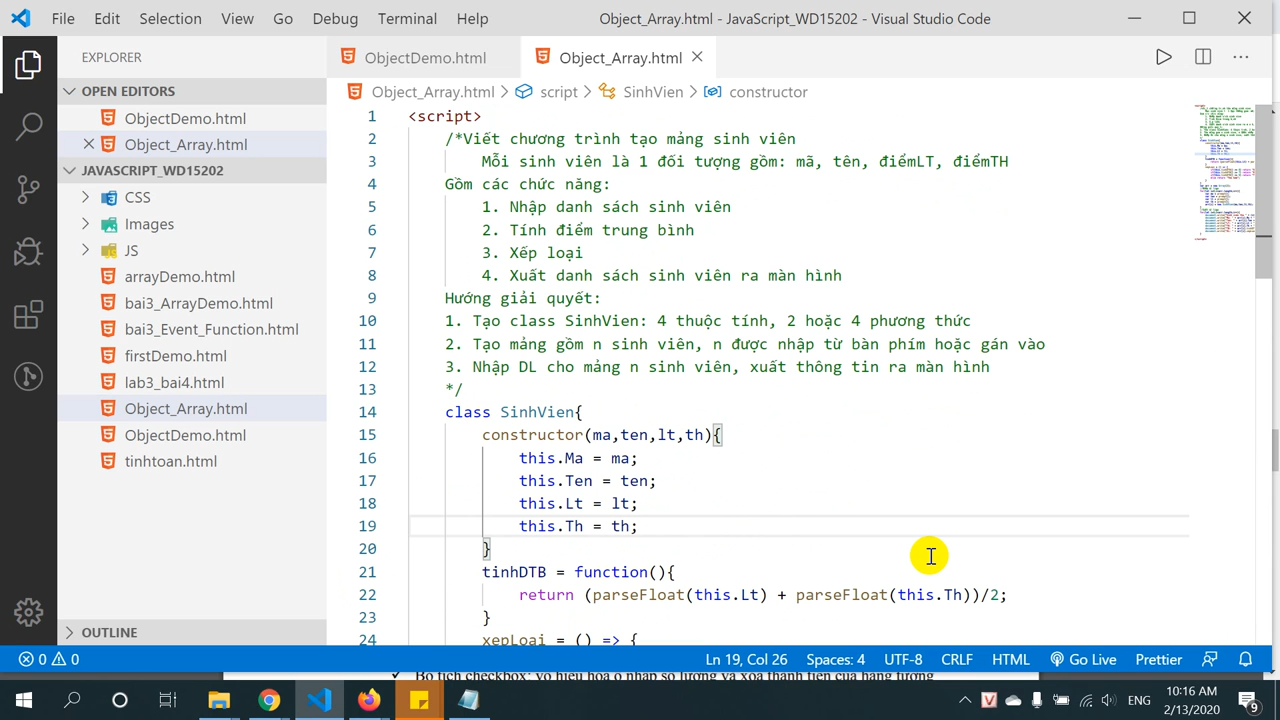 File Edit Selection View Go Debug Terminal Help Object_Array.html - JavaScript_WD15202 - Visual Studio Code
EXPLORER
OPEN EDITORS
ObjectDemo.html
Object_Array.html
JAVASCRIPT_WD15202
CSS
Images
JS
arrayDemo.html
bai3_ArrayDemo.html
bai3_Event_Function.html
firstDemo.html
lab3_bai4.html
Object_Array.html
ObjectDemo.html
tinhtoan.html
OUTLINE
ObjectDemo.html Object_Array.html
Object_Array.html > script > SinhVien > constructor
1 <script>
2 /*Viết chương trình tạo mảng sinh viên
3 Mỗi sinh viên là 1 đối tượng gồm: mã, tên, điểmLT, điểmTH
4 Gồm các chức năng:
5 1. Nhập danh sách sinh viên
6 2. Tính điểm trung bình
7 3. Xếp loại
8 4. Xuất danh sách sinh viên ra màn hình
9 Hướng giải quyết:
10 1. Tạo class SinhVien: 4 thuộc tính, 2 hoặc 4 phương thức
11 2. Tạo mảng gồm n sinh viên, n được nhập từ bàn phím hoặc gán vào
12 3. Nhập DL cho mảng n sinh viên, xuất thông tin ra màn hình
13 */
14 class SinhVien{
15 constructor(ma,ten,lt,th){
16 this.Ma = ma;
17 this.Ten = ten;
18 this.Lt = lt;
19 this.Th = th;
20 }
21 tinhDTB = function(){
22 return (parseFloat(this.Lt) + parseFloat(this.Th))/2;
23 }
24 xepLoai = () => {
0 0 Ln 19, Col 26 Spaces: 4 UTF-8 CRLF HTML Go Live Prettier
ENG 10:16 AM
2/13/2020
9